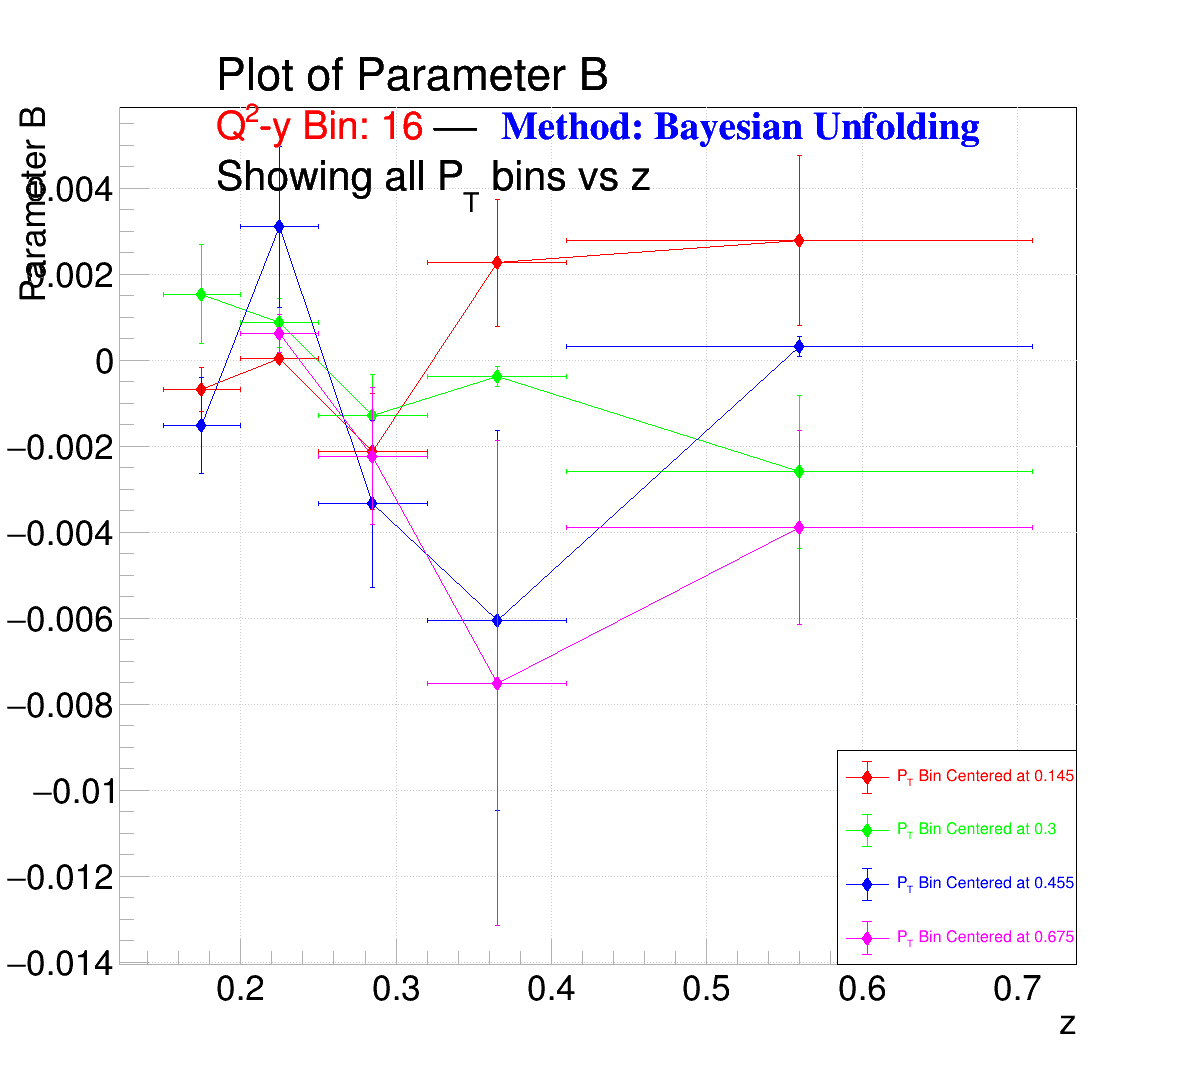 Plot of Parameter B
Q²-y Bin: 16 — Method: Bayesian Unfolding
Showing all P_T bins vs z
Parameter B
0.004
0.002
0
−0.002
−0.004
−0.006
−0.008
−0.01
−0.012
−0.014
0.2 0.3 0.4 0.5 0.6 0.7
z
P_T Bin Centered at 0.145
P_T Bin Centered at 0.3
P_T Bin Centered at 0.455
P_T Bin Centered at 0.675